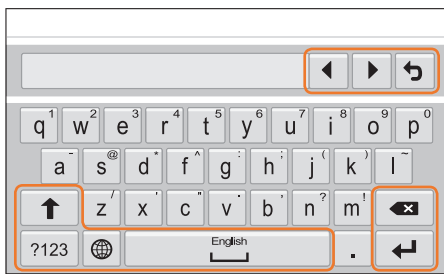 q 1 w 2 e 3 r 4 t 5 y 6 u 7 i 8 o 9 p 0
a - s @ d * f ^ g : h ; j ( k ) l ~
z / x ' c " v . b , n ? m !
?123 English .